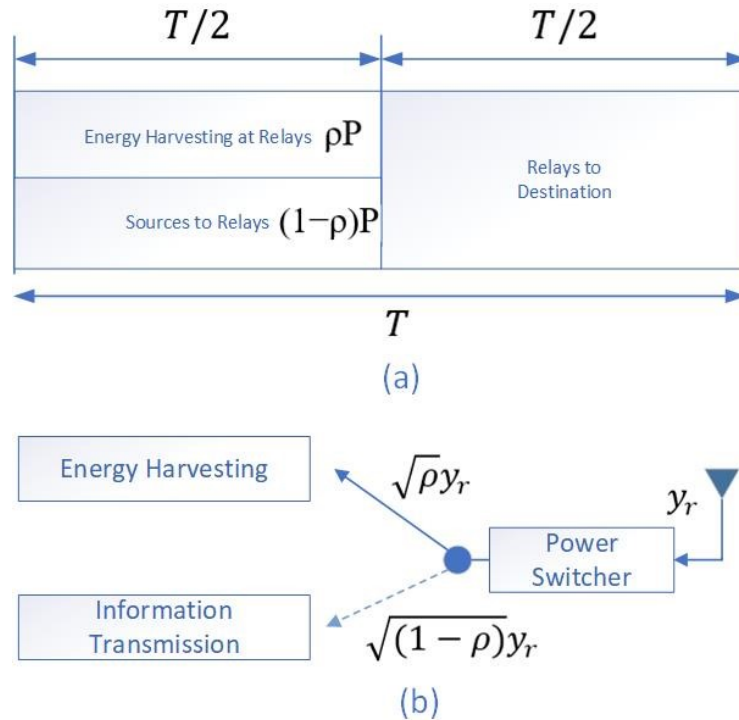 T/2 T/2
Energy Harvesting at Relays ρP
Sources to Relays (1−ρ)P
Relays to
Destination
T
(a)
Energy Harvesting
√ρy_r
y_r
Power
Switcher
Information
Transmission
√(1 − ρ)y_r
(b)